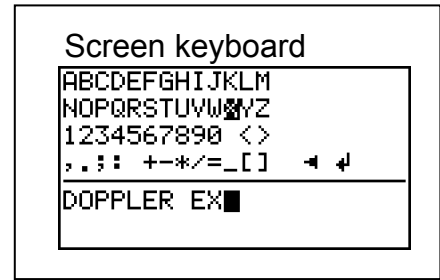 Screen keyboard
ABCDEFGHIJKLM
NOPQRSTUVWXYZ
1234567890 <>
,.;: +-*/=_[] ⌫ ↲
DOPPLER EX